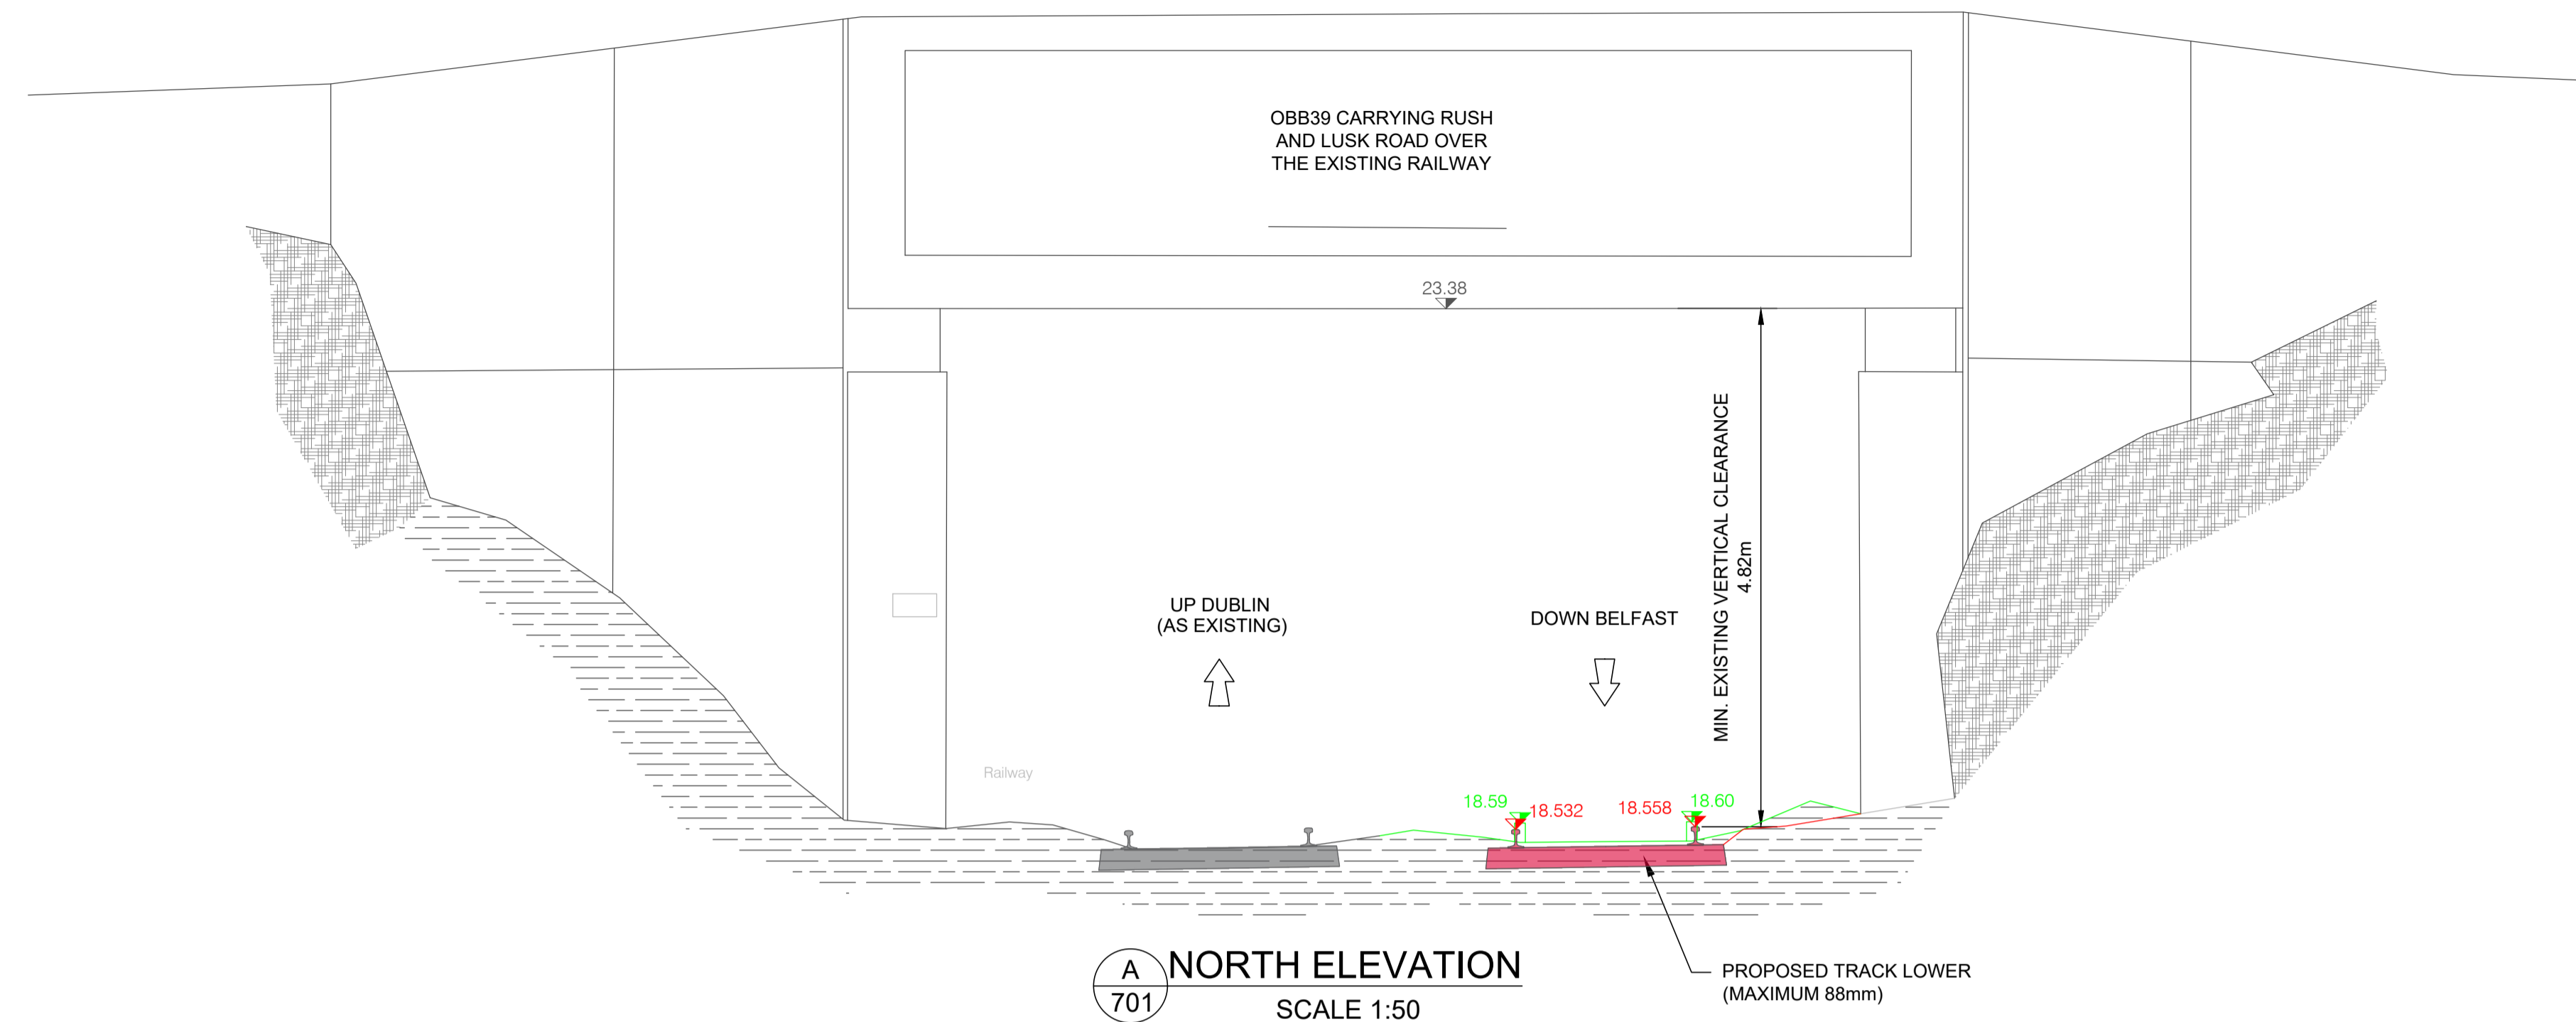 OBB39 CARRYING RUSH
AND LUSK ROAD OVER
THE EXISTING RAILWAY
23.38
MIN. EXISTING VERTICAL CLEARANCE
4.82m
UP DUBLIN
(AS EXISTING)
DOWN BELFAST
Railway
18.59
18.532
18.558
18.60
A
701
NORTH ELEVATION
SCALE 1:50
PROPOSED TRACK LOWER
(MAXIMUM 88mm)